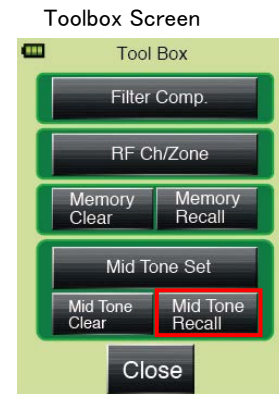 Toolbox Screen
Tool Box
Filter Comp.
RF Ch/Zone
Memory Clear
Memory Recall
Mid Tone Set
Mid Tone Clear
Mid Tone Recall
Close